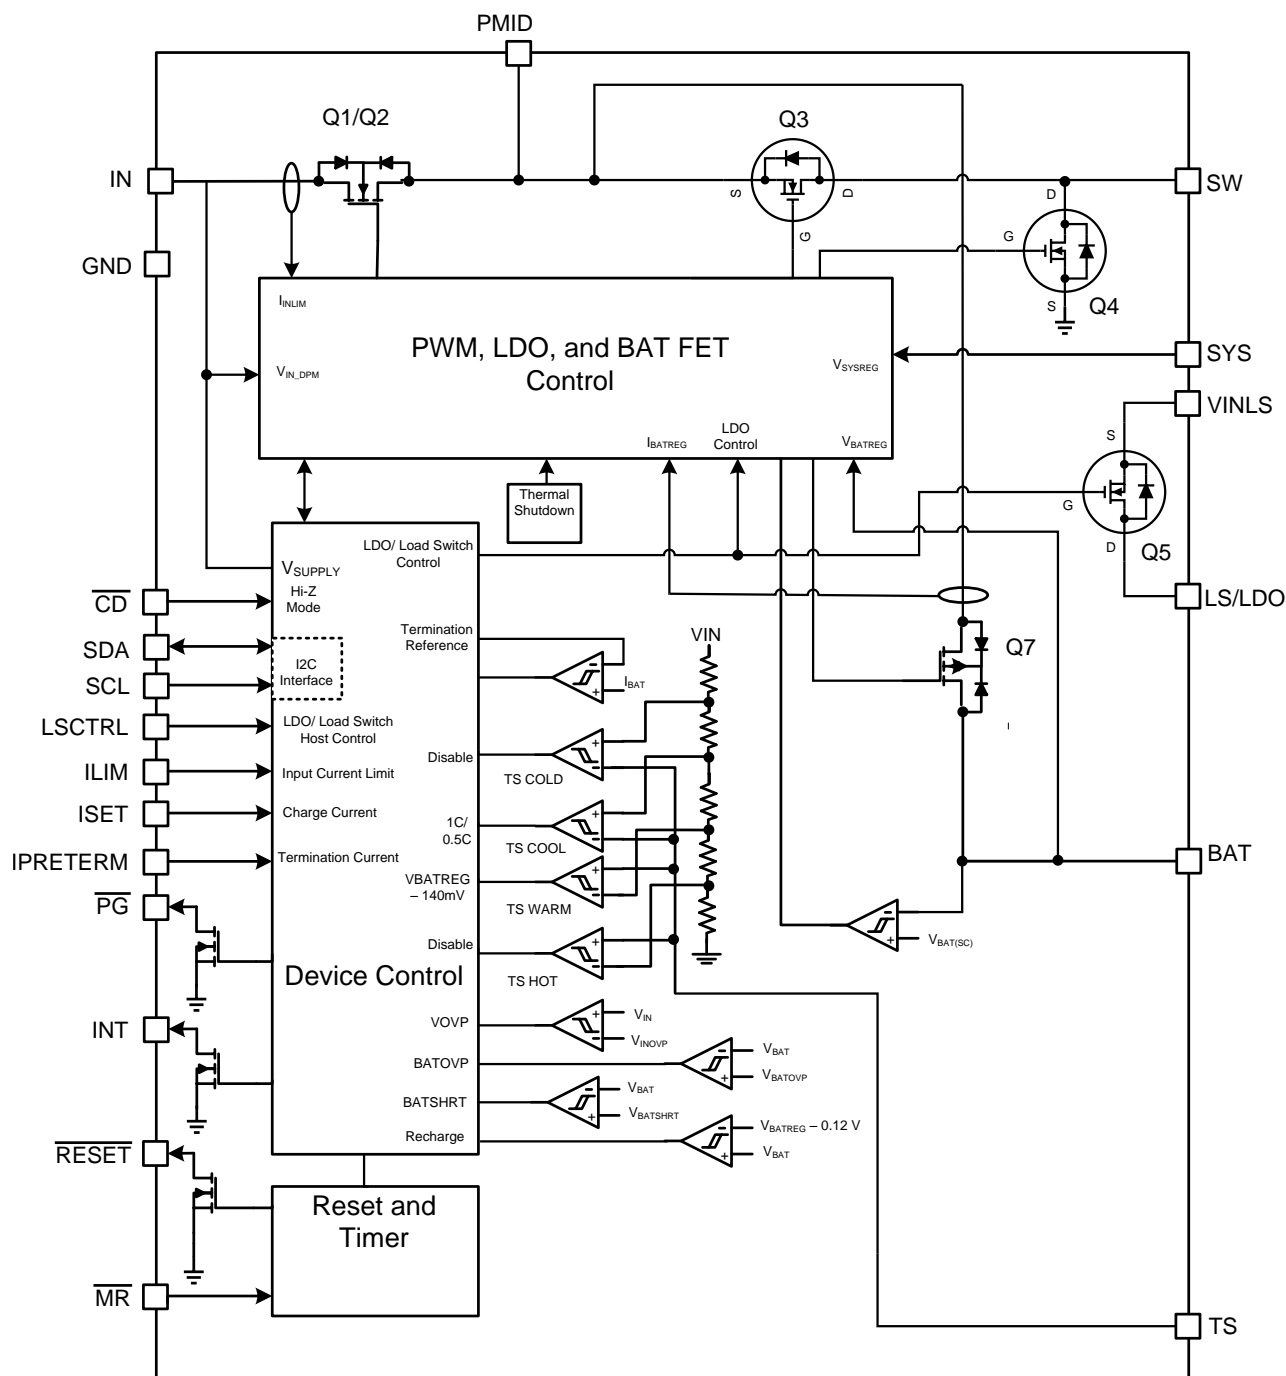 PMID
Q1/Q2
Q3
IN
S
D
G
SW
D
G
S
Q4
GND
I_INLIM
PWM, LDO, and BAT FET
Control
V_IN_DPM
V_SYSREG
SYS
VINLS
I_BATREG
LDO
Control
V_BATREG
S
G
D
Q5
Thermal
Shutdown
LDO/ Load Switch
Control
V_SUPPLY
Hi-Z
Mode
CD
LS/LDO
SDA
I2C
Interface
SCL
Termination
Reference
I_BAT
VIN
Q7
LSCTRL
LDO/ Load Switch
Host Control
Disable
TS COLD
ILIM
Input Current Limit
ISET
Charge Current
1C/
0.5C
TS COOL
IPRETERM
Termination Current
BAT
VBATREG
– 140mV
TS WARM
PG
V_BAT(SC)
Disable
TS HOT
Device Control
INT
VOVP
V_IN
V_INOVP
BATOVP
V_BAT
V_BATOVP
BATSHRT
V_BAT
V_BATSHRT
Recharge
V_BATREG – 0.12 V
V_BAT
RESET
Reset and
Timer
MR
TS